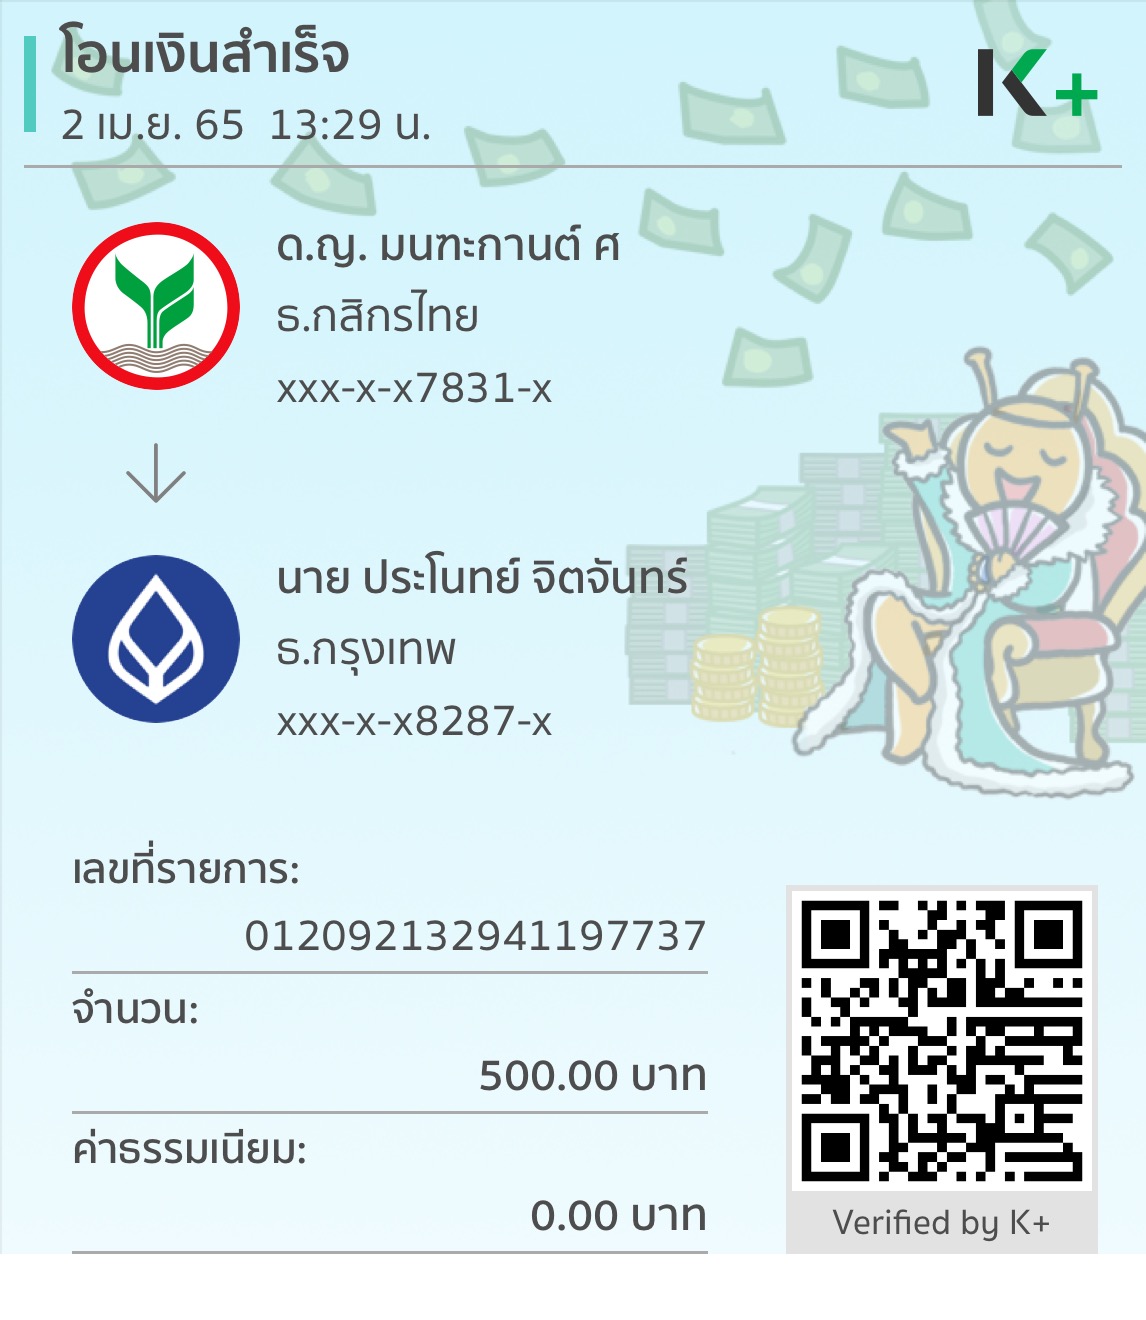 โอนเงินสำเร็จ
2 เม.ย. 65 13:29 น.
K+
ด.ญ. มนฑะกานต์ ศ
ธ.กสิกรไทย
xxx-x-x7831-x
นาย ประโนทย์ จิตจันทร์
ธ.กรุงเทพ
xxx-x-x8287-x
เลขที่รายการ:
012092132941197737
จำนวน:
500.00 บาท
ค่าธรรมเนียม:
0.00 บาท
Verified by K+